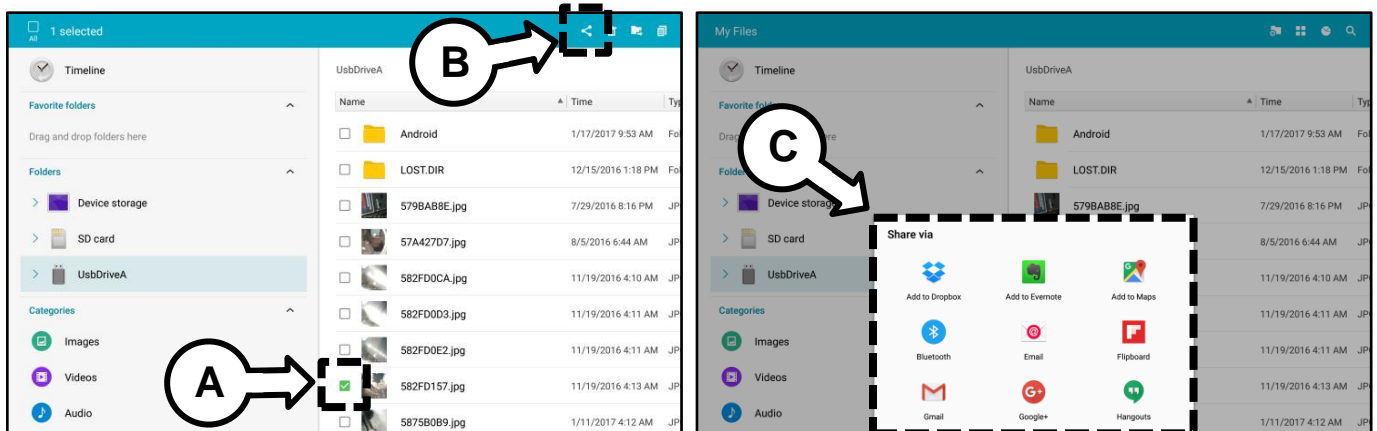 All
1 selected
Timeline
Favorite folders
Drag and drop folders here
Folders
Device storage
SD card
UsbDriveA
Categories
Images
Videos
Audio
A
B
UsbDriveA
Name Time
Android 1/17/2017 9:53 AM
LOST.DIR 12/15/2016 1:18 PM
579BAB8E.jpg 7/29/2016 8:16 PM
57A427D7.jpg 8/5/2016 6:44 AM
582FD0CA.jpg 11/19/2016 4:10 AM
582FD0D3.jpg 11/19/2016 4:11 AM
582FD0E2.jpg 11/19/2016 4:11 AM
582FD157.jpg 11/19/2016 4:13 AM
5875B0B9.jpg 1/11/2017 4:12 AM
My Files
Timeline
Favorite
Device storage
SD card
UsbDriveA
Categories
Images
Videos
Audio
C
UsbDriveA
Name Time
Android 1/17/2017 9:53 AM
LOST.DIR 12/15/2016 1:18 PM
579BAB8E.jpg 7/29/2016 8:16 PM
8/5/2016 6:44 AM
11/19/2016 4:10 AM
11/19/2016 4:11 AM
11/19/2016 4:11 AM
11/19/2016 4:13 AM
1/11/2017 4:12 AM
Share via
Add to Dropbox Add to Evernote Add to Maps
Bluetooth Email Flipboard
Gmail Google+ Hangouts